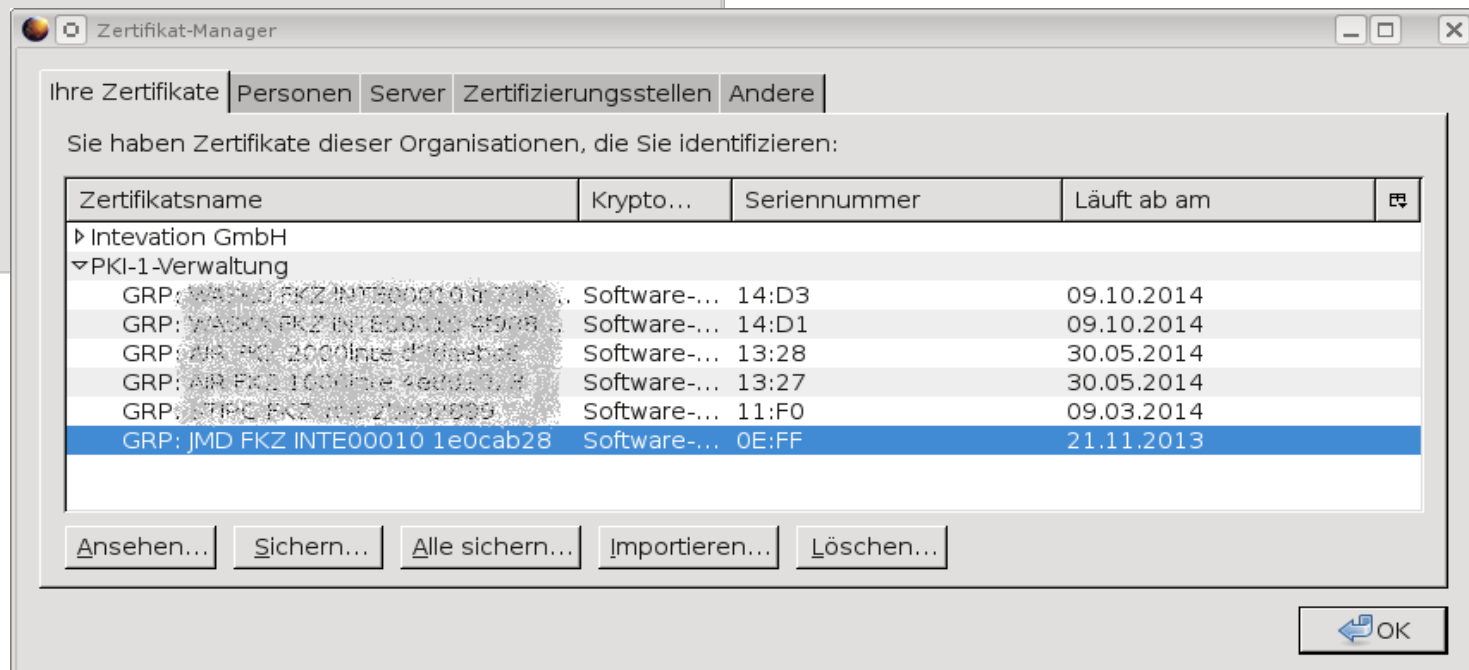 Zertifikat-Manager
Ihre Zertifikate Personen Server Zertifizierungsstellen Andere
Sie haben Zertifikate dieser Organisationen, die Sie identifizieren:
Zertifikatsname Krypto... Seriennummer Läuft ab am
Intevation GmbH
PKI-1-Verwaltung
GRP: Software-... 14:D3 09.10.2014
GRP: Software-... 14:D1 09.10.2014
GRP: Software-... 13:28 30.05.2014
GRP: Software-... 13:27 30.05.2014
GRP: Software-... 11:F0 09.03.2014
GRP: JMD FKZ INTE00010 1e0cab28 Software-... 0E:FF 21.11.2013
Ansehen... Sichern... Alle sichern... Importieren... Löschen...
OK